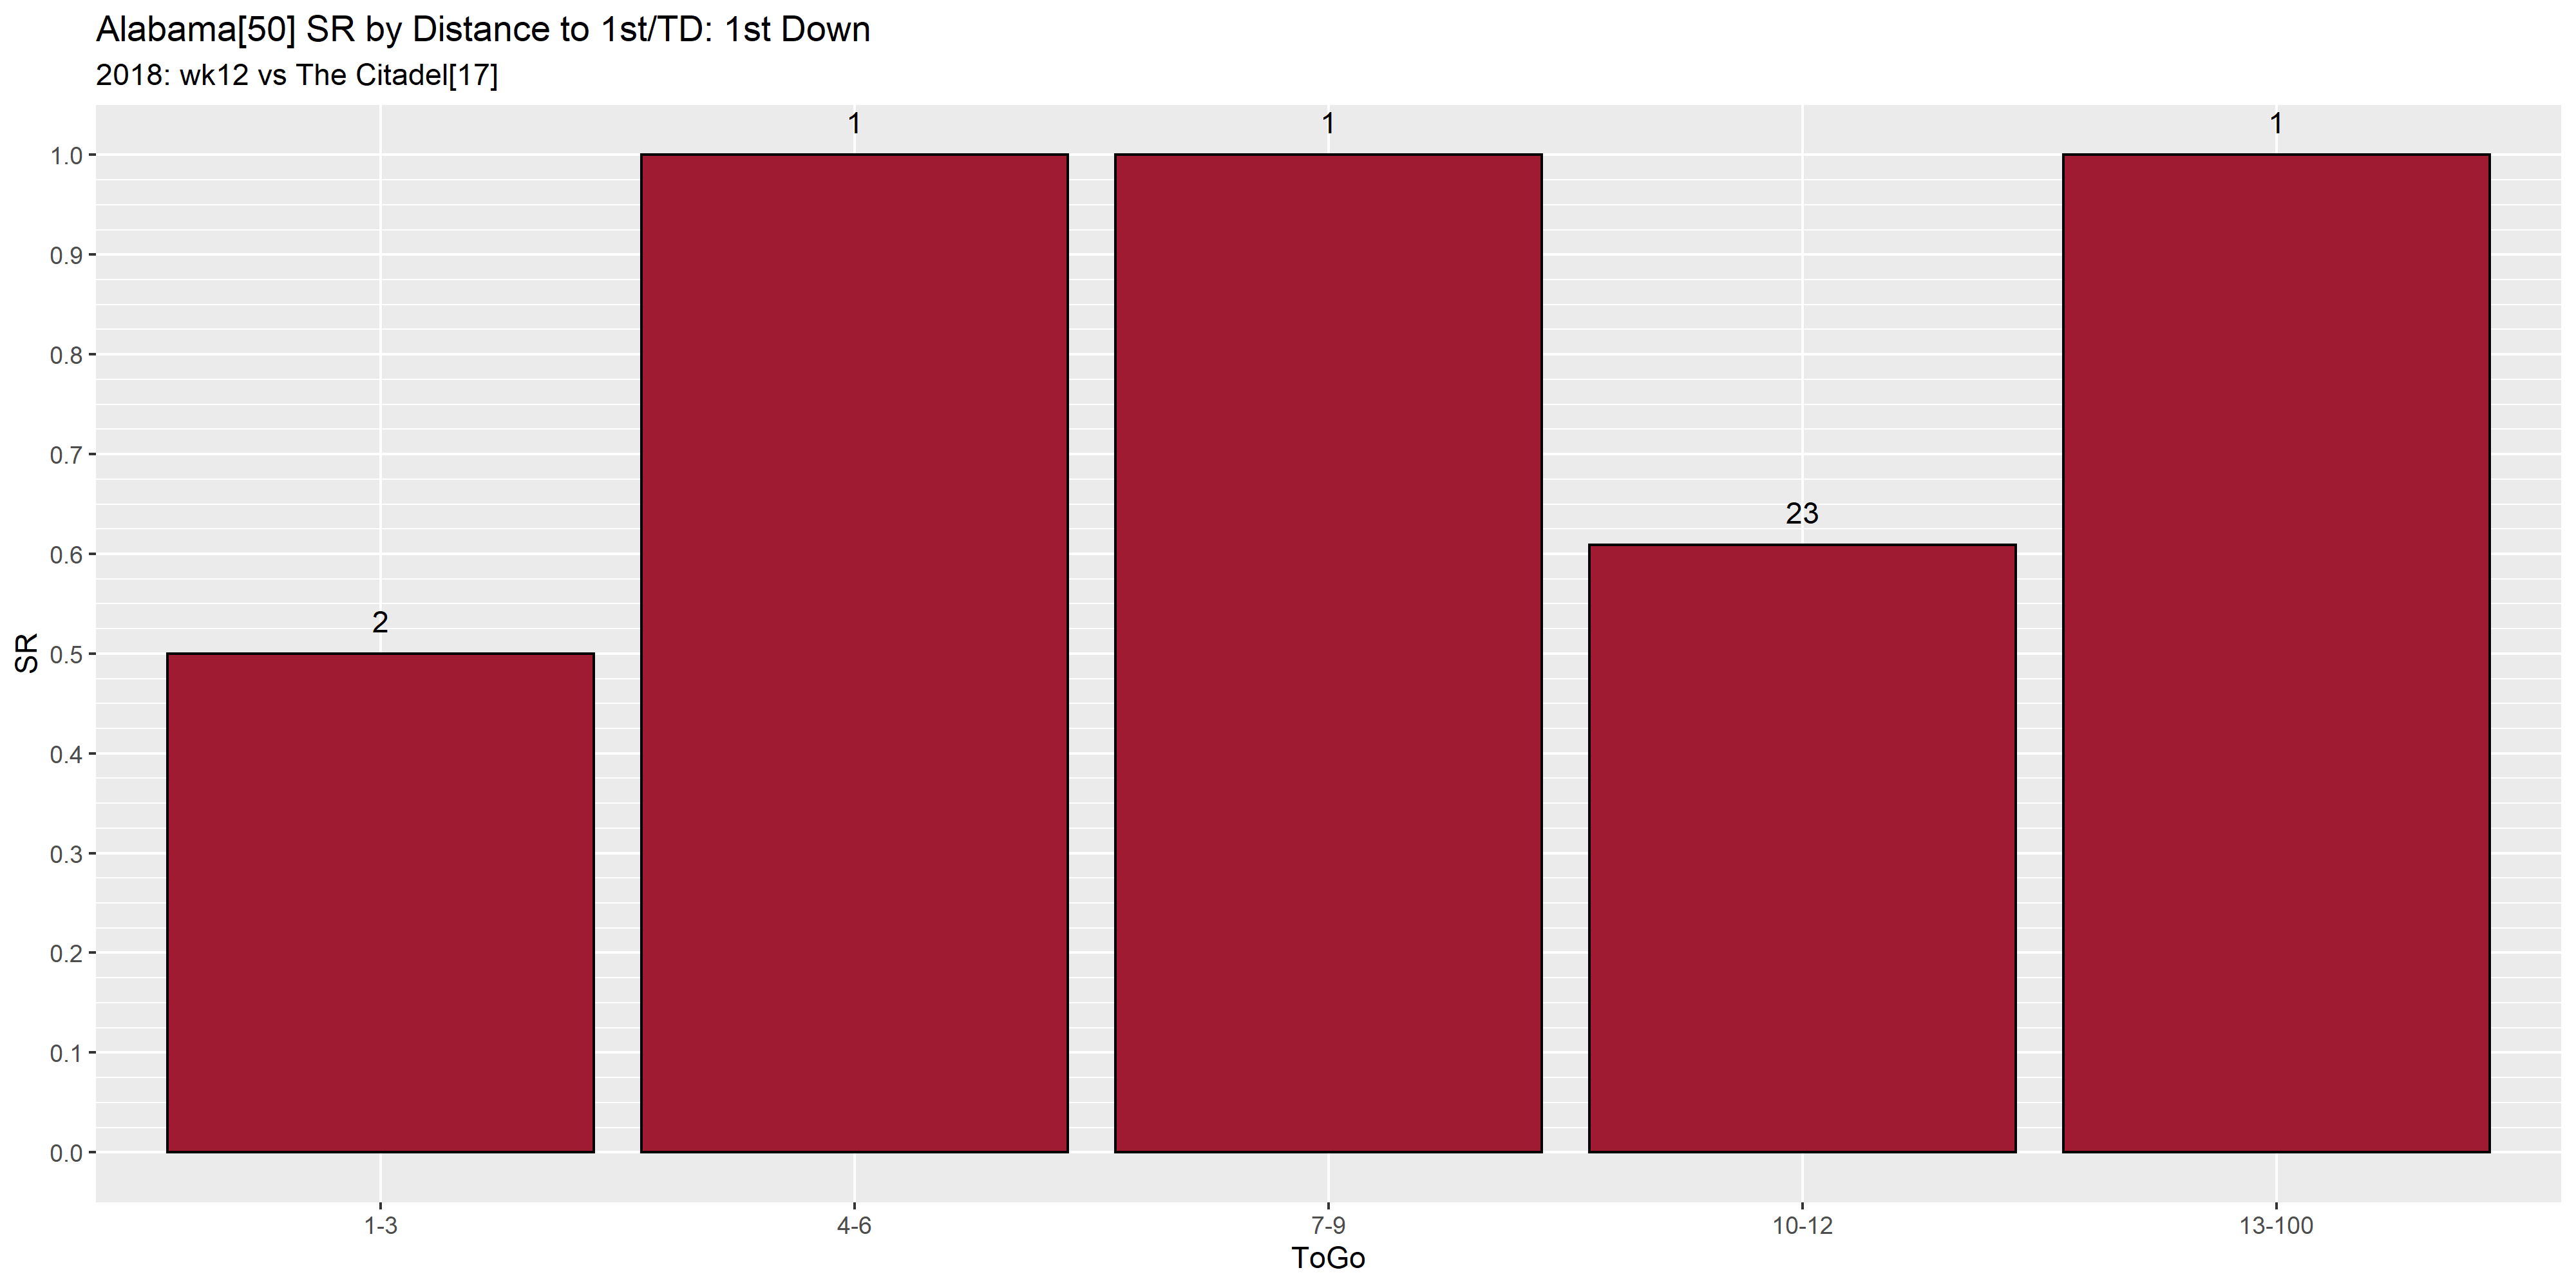 Alabama[50] SR by Distance to 1st/TD: 1st Down
2018: wk12 vs The Citadel[17]
1 1 1
1.0
0.9
0.8
0.7
23
0.6
2
0.5
SR
0.4
0.3
0.2
0.1
0.0
1-3 4-6 7-9 10-12 13-100
ToGo